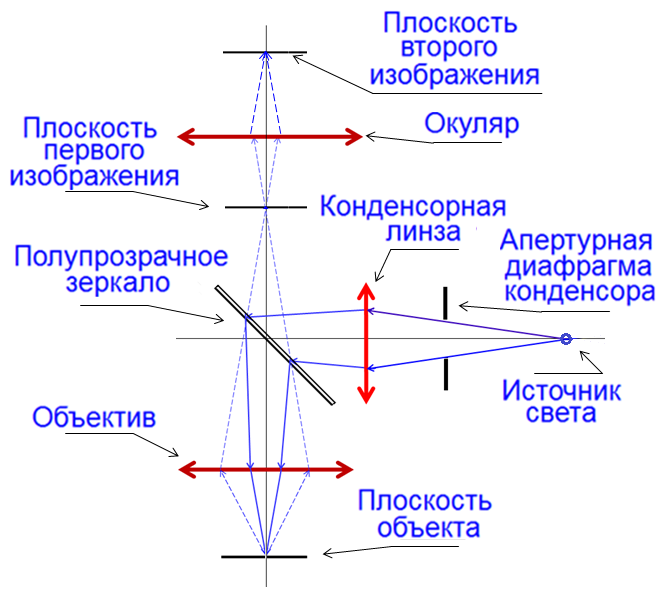 Плоскость
второго
изображения
Окуляр
Плоскость
первого
изображения
Конденсорная
линза
Апертурная
диафрагма
конденсора
Полупрозрачное
зеркало
Источник
света
Объектив
Плоскость
объекта